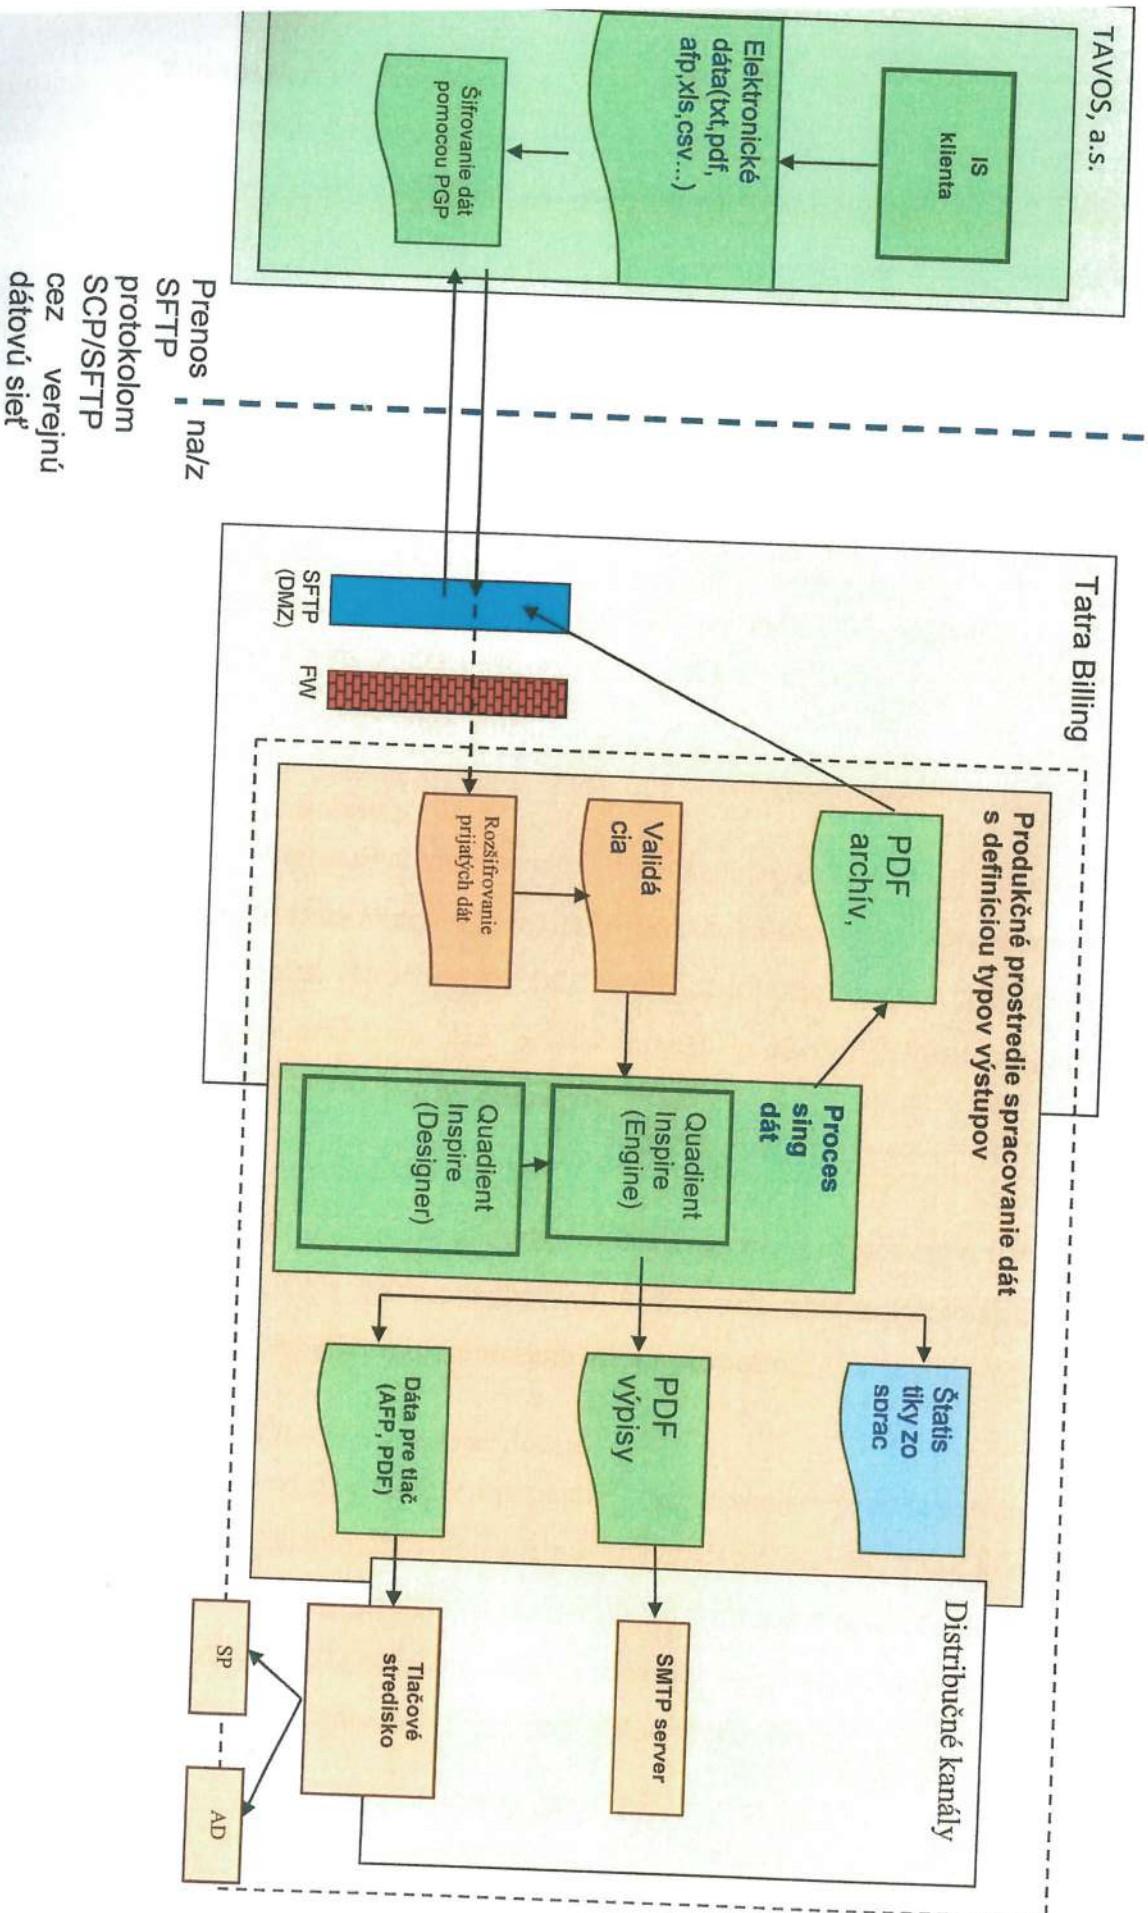 TAVOS, a.s.
IS
klienta
Elektronické
dáta(txt,pdf,
afp,xls,csv...)
Šifrovanie dát
pomocou PGP
Prenos na/z
SFTP
protokolom
SCP/SFTP
cez verejnú
dátovú sieť
Tatra Billing
SFTP
(DMZ)
FW
Produkčné prostredie spracovanie dát
s definíciou typov výstupov
PDF
archív,
Validá
cia
Rozšifrovanie
prijatých dát
Proces
sing
dát
Quadient
Inspire
(Engine)
Quadient
Inspire
(Designer)
Štatis
tiky zo
sprac
PDF
výpisy
Dáta pre tlač
(AFP, PDF)
Distribučné kanály
SMTP server
Tlačové
stredisko
SP
AD